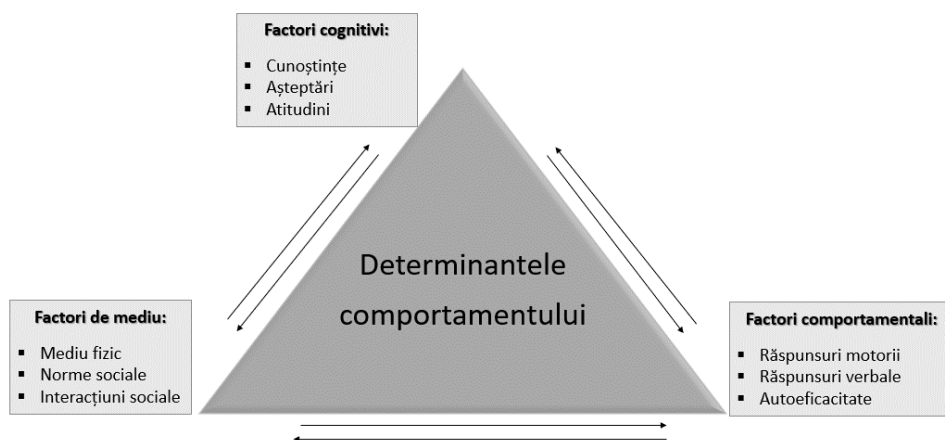 Factori cognitivi:
▪ Cunoștințe
▪ Așteptări
▪ Atitudini
Determinantele
comportamentului
Factori de mediu:
▪ Mediu fizic
▪ Norme sociale
▪ Interacțiuni sociale
Factori comportamentali:
▪ Răspunsuri motorii
▪ Răspunsuri verbale
▪ Autoeficacitate